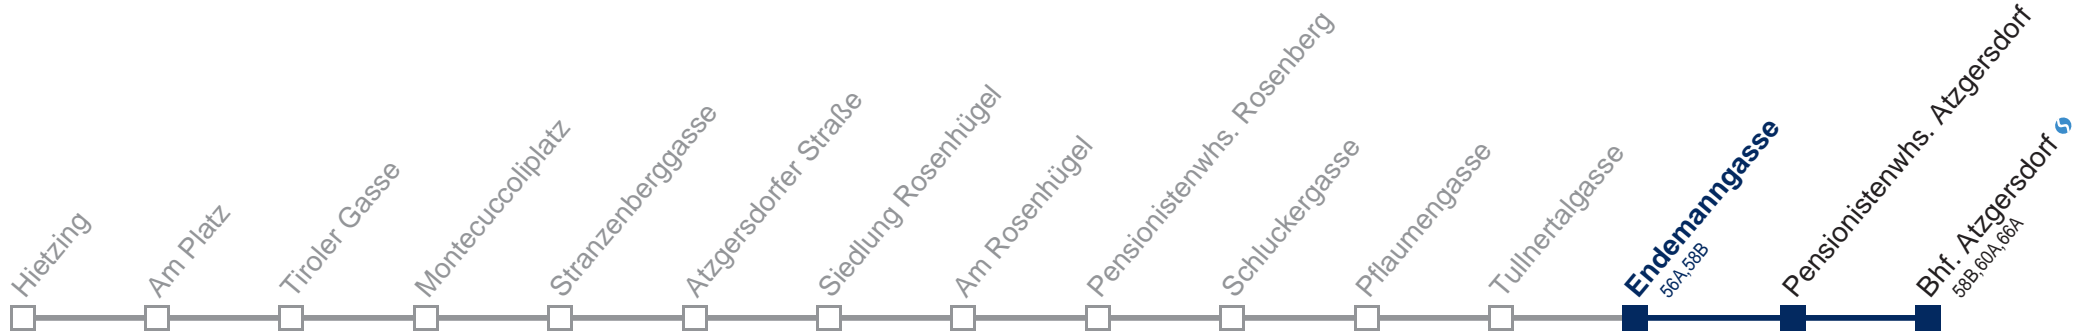 Hietzing
Am Platz
Tiroler Gasse
Montecuccoliplatz
Stranzenberggasse
Atzgersdorfer Straße
Siedlung Rosenhügel
Am Rosenhügel
Pensionistenwhs. Rosenberg
Schluckergasse
Pflaumengasse
Tullnertalgasse
Endemanngasse
56A,58B
Pensionistenwhs. Atzgersdorf
Bhf. Atzgersdorf
58B,60A,66A